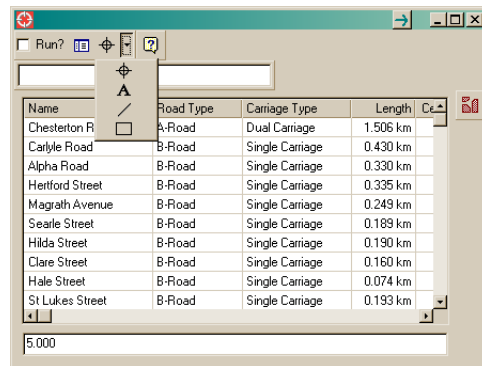 Run?
A
Name Road Type Carriage Type Length Ce
Chesterton R A-Road Dual Carriage 1.506 km
Carlyle Road B-Road Single Carriage 0.430 km
Alpha Road B-Road Single Carriage 0.330 km
Hertford Street B-Road Single Carriage 0.335 km
Magrath Avenue B-Road Single Carriage 0.249 km
Searle Street B-Road Single Carriage 0.189 km
Hilda Street B-Road Single Carriage 0.190 km
Clare Street B-Road Single Carriage 0.160 km
Hale Street B-Road Single Carriage 0.074 km
St Lukes Street B-Road Single Carriage 0.193 km
5.000